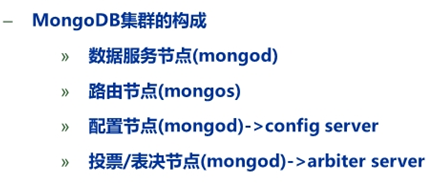 – MongoDB集群的构成
» 数据服务节点(mongod)
» 路由节点(mongos)
» 配置节点(mongod)->config server
» 投票/表决节点(mongod)->arbiter server